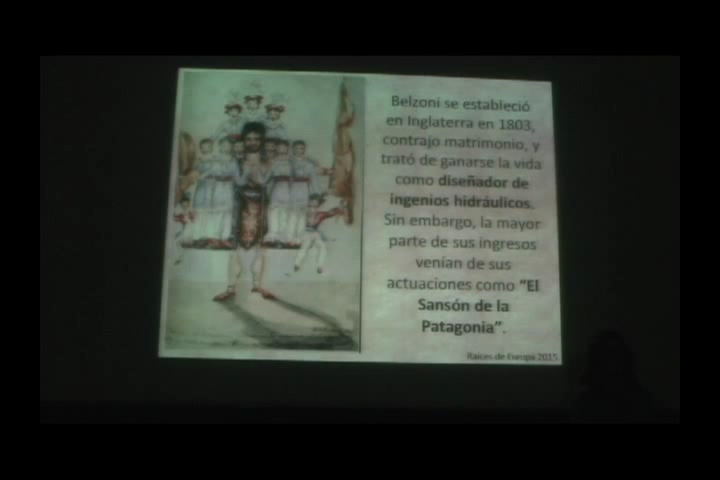 Belzoni se estableció
en Inglaterra en 1803,
contrajo matrimonio, y
trató de ganarse la vida
como diseñador de
ingenios hidráulicos.
Sin embargo, la mayor
parte de sus ingresos
venían de sus
actuaciones como “El
Sansón de la
Patagonia”.
Raíces de Europa 2015